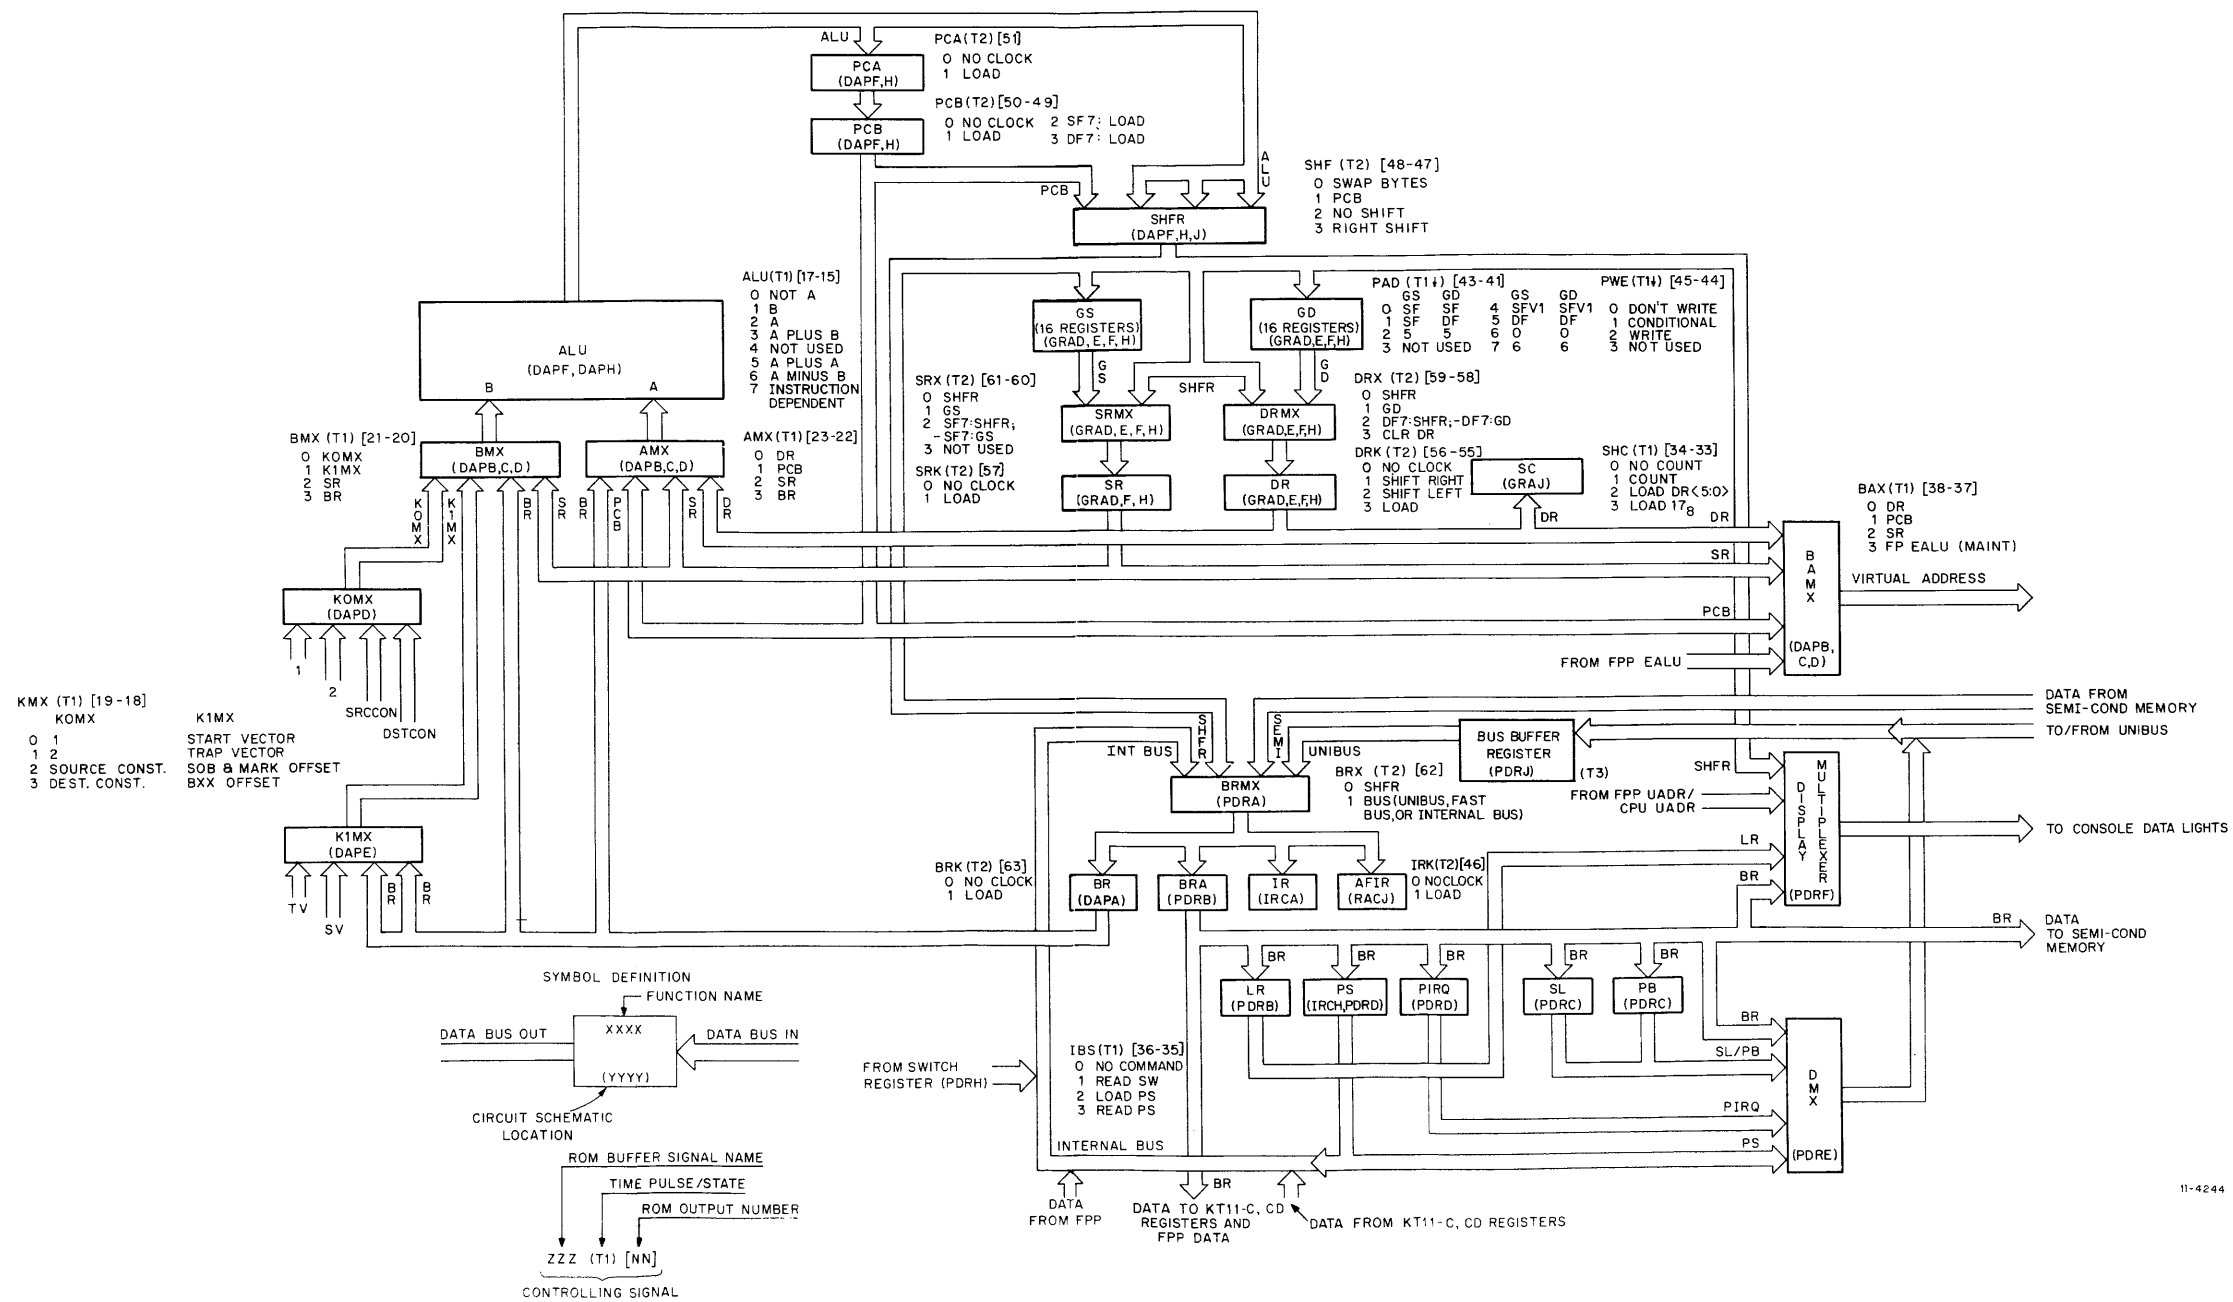 ALU
PCA
(DAPF,H)
PCA(T2)[51]
0 NO CLOCK
1 LOAD
PCB
(DAPF,H)
PCB(T2)[50-49]
0 NO CLOCK 2 SF7: LOAD
1 LOAD 3 DF7: LOAD
PCB
ALU
SHFR
(DAPF,H,J)
SHF (T2) [48-47]
0 SWAP BYTES
1 PCB
2 NO SHIFT
3 RIGHT SHIFT
ALU
(DAPF, DAPH)
B
A
ALU(T1)[17-15]
0 NOT A
1 B
2 A
3 A PLUS B
4 NOT USED
5 A PLUS A
6 A MINUS B
7 INSTRUCTION
DEPENDENT
GS
(16 REGISTERS)
(GRAD, E, F, H)
GD
(16 REGISTERS)
(GRAD,E,F,H)
PAD (T1↓) [43-41]
GS GD GS GD
0 SF SF 4 SFV1 SFV1
1 SF DF 5 DF DF
2 5 5 6 0 0
3 NOT USED 7 6 6
PWE(T1↓) [45-44]
0 DON'T WRITE
1 CONDITIONAL
2 WRITE
3 NOT USED
GS
SHFR
GD
SRX (T2) [61-60]
0 SHFR
1 GS
2 SF7:SHFR;
-SF7:GS
3 NOT USED
SRK (T2) [57]
0 NO CLOCK
1 LOAD
SRMX
(GRAD, E, F, H)
DRMX
(GRAD,E,F,H)
DRX (T2) [59-58]
0 SHFR
1 GD
2 DF7:SHFR;-DF7:GD
3 CLR DR
DRK (T2) [56-55]
0 NO CLOCK
1 SHIFT RIGHT
2 SHIFT LEFT
3 LOAD
SR
(GRAD,F, H)
DR
(GRAD,E,F,H)
SC
(GRAJ)
DR
SHC (T1) [34-33]
0 NO COUNT
1 COUNT
2 LOAD DR<5:0>
3 LOAD 17₈
BMX (T1) [21-20]
0 K0MX
1 K1MX
2 SR
3 BR
BMX
(DAPB,C,D)
AMX
(DAPB,C,D)
AMX(T1) [23-22]
0 DR
1 PCB
2 SR
3 BR
K0MX
K1MX
BR
SR
BR
PCB
SR
DR
DR
SR
PCB
FROM FPP EALU
BAMX
(DAPB,
C,D)
BAX(T1) [38-37]
0 DR
1 PCB
2 SR
3 FP EALU (MAINT)
VIRTUAL ADDRESS
K0MX
(DAPD)
1
2
SRCCON
DSTCON
KMX (T1) [19-18]
K0MX K1MX
0 1 START VECTOR
1 2 TRAP VECTOR
2 SOURCE CONST. SOB & MARK OFFSET
3 DEST. CONST. BXX OFFSET
K1MX
(DAPE)
TV
SV
BR
BR
DATA FROM
SEMI-COND MEMORY
TO/FROM UNIBUS
INT BUS
SHFR
SEMI
UNIBUS
BUS BUFFER
REGISTER
(PDRJ)
(T3)
BRMX
(PDRA)
BRX (T2) [62]
0 SHFR
1 BUS(UNIBUS,FAST
BUS,OR INTERNAL BUS)
SHFR
FROM FPP UADR/
CPU UADR
LR
BR
DISPLAY
MULTIPLEXER
(PDRF)
TO CONSOLE DATA LIGHTS
BRK (T2) [63]
0 NO CLOCK
1 LOAD
BR
(DAPA)
BRA
(PDRB)
IR
(IRCA)
AFIR
(RACJ)
IRK(T2)[46]
0 NO CLOCK
1 LOAD
BR
DATA
TO SEMI-COND
MEMORY
BR
BR
BR
BR
BR
LR
(PDRB)
PS
(IRCH,PDRD)
PIRQ
(PDRD)
SL
(PDRC)
PB
(PDRC)
BR
SL/PB
PIRQ
PS
DMX
(PDRE)
SYMBOL DEFINITION
FUNCTION NAME
XXXX
(YYYY)
DATA BUS OUT
DATA BUS IN
CIRCUIT SCHEMATIC
LOCATION
ROM BUFFER SIGNAL NAME
TIME PULSE/STATE
ROM OUTPUT NUMBER
ZZZ (T1) [NN]
CONTROLLING SIGNAL
FROM SWITCH
REGISTER (PDRH)
IBS(T1) [36-35]
0 NO COMMAND
1 READ SW
2 LOAD PS
3 READ PS
INTERNAL BUS
DATA
FROM FPP
BR
DATA TO KT11-C, CD
REGISTERS AND
FPP DATA
DATA FROM KT11-C, CD REGISTERS
11-4244